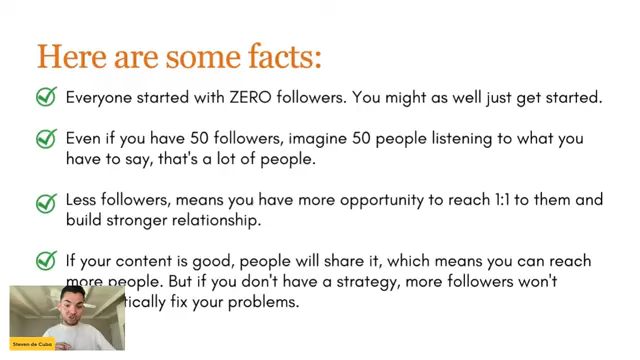 Here are some facts:
Everyone started with ZERO followers. You might as well just get started.
Even if you have 50 followers, imagine 50 people listening to what you
have to say, that's a lot of people.
Less followers, means you have more opportunity to reach 1:1 to them and
build stronger relationship.
If your content is good, people will share it, which means you can reach
more people. But if you don't have a strategy, more followers won't
fix your problems.
Steven de Cuba